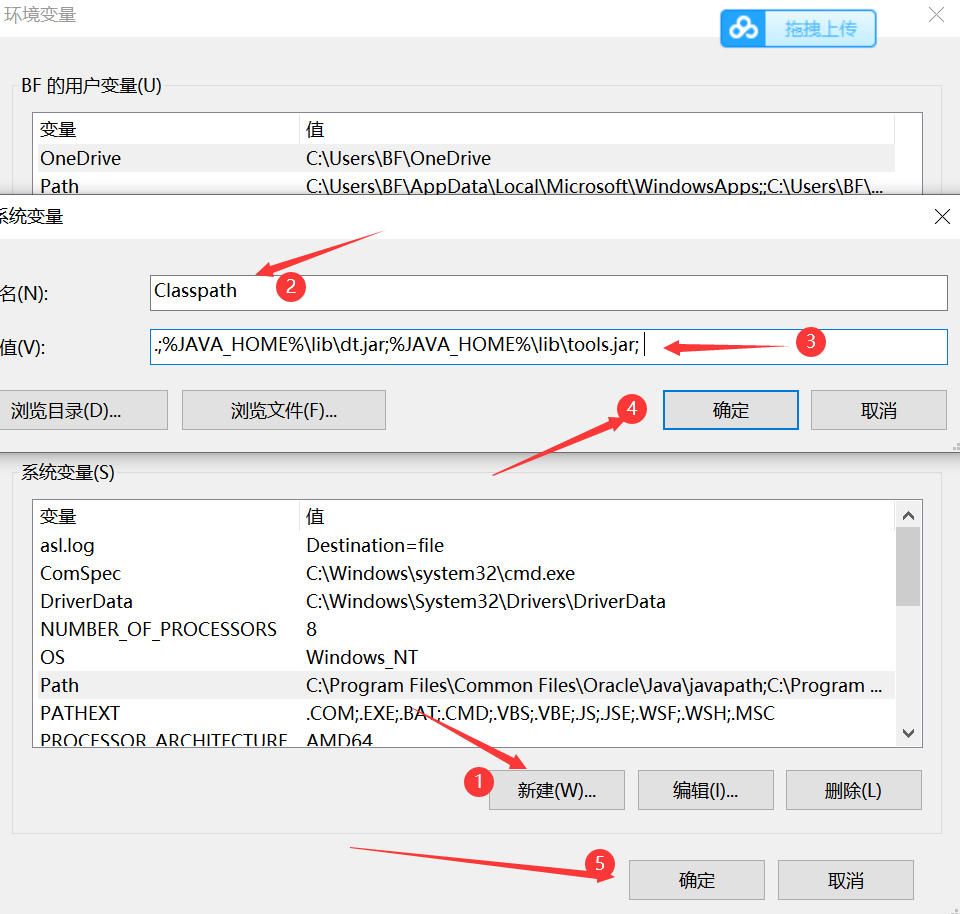 环境变量
拖拽上传
BF 的用户变量(U)
变量 值
OneDrive C:\Users\BF\OneDrive
Path C:\Users\BF\AppData\Local\Microsoft\WindowsApps;;C:\Users\BF\...
系统变量
2
名(N): Classpath
3
值(V): .;%JAVA_HOME%\lib\dt.jar;%JAVA_HOME%\lib\tools.jar;
浏览目录(D)... 浏览文件(F)... 4 确定 取消
系统变量(S)
变量 值
asl.log Destination=file
ComSpec C:\Windows\system32\cmd.exe
DriverData C:\Windows\System32\Drivers\DriverData
NUMBER_OF_PROCESSORS 8
OS Windows_NT
Path C:\Program Files\Common Files\Oracle\Java\javapath;C:\Program ...
PATHEXT .COM;.EXE;.BAT;.CMD;.VBS;.VBE;.JS;.JSE;.WSF;.WSH;.MSC
PROCESSOR_ARCHITECTURE AMD64
1 新建(W)... 编辑(I)... 删除(L)
5 确定 取消